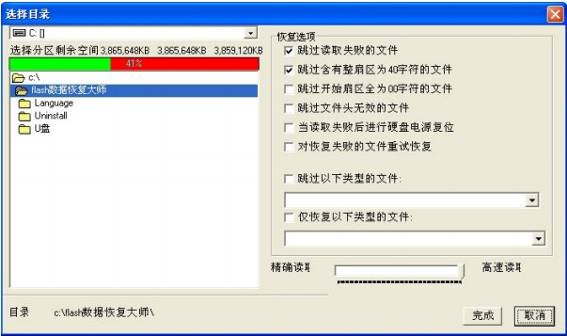 选择目录
C: []
选择分区剩余空间 3,865,648KB 3,865,648KB 3,859,120KB
41%
c:\
flash数据恢复大师
Language
Uninstall
U盘
恢复选项
跳过读取失败的文件
跳过含有整扇区为40字符的文件
跳过开始扇区全为00字符的文件
跳过文件头无效的文件
当读取失败后进行硬盘电源复位
对恢复失败的文件重试恢复
跳过以下类型的文件:
仅恢复以下类型的文件:
精确读 高速读
目录 c:\flash数据恢复大师\
完成 取消